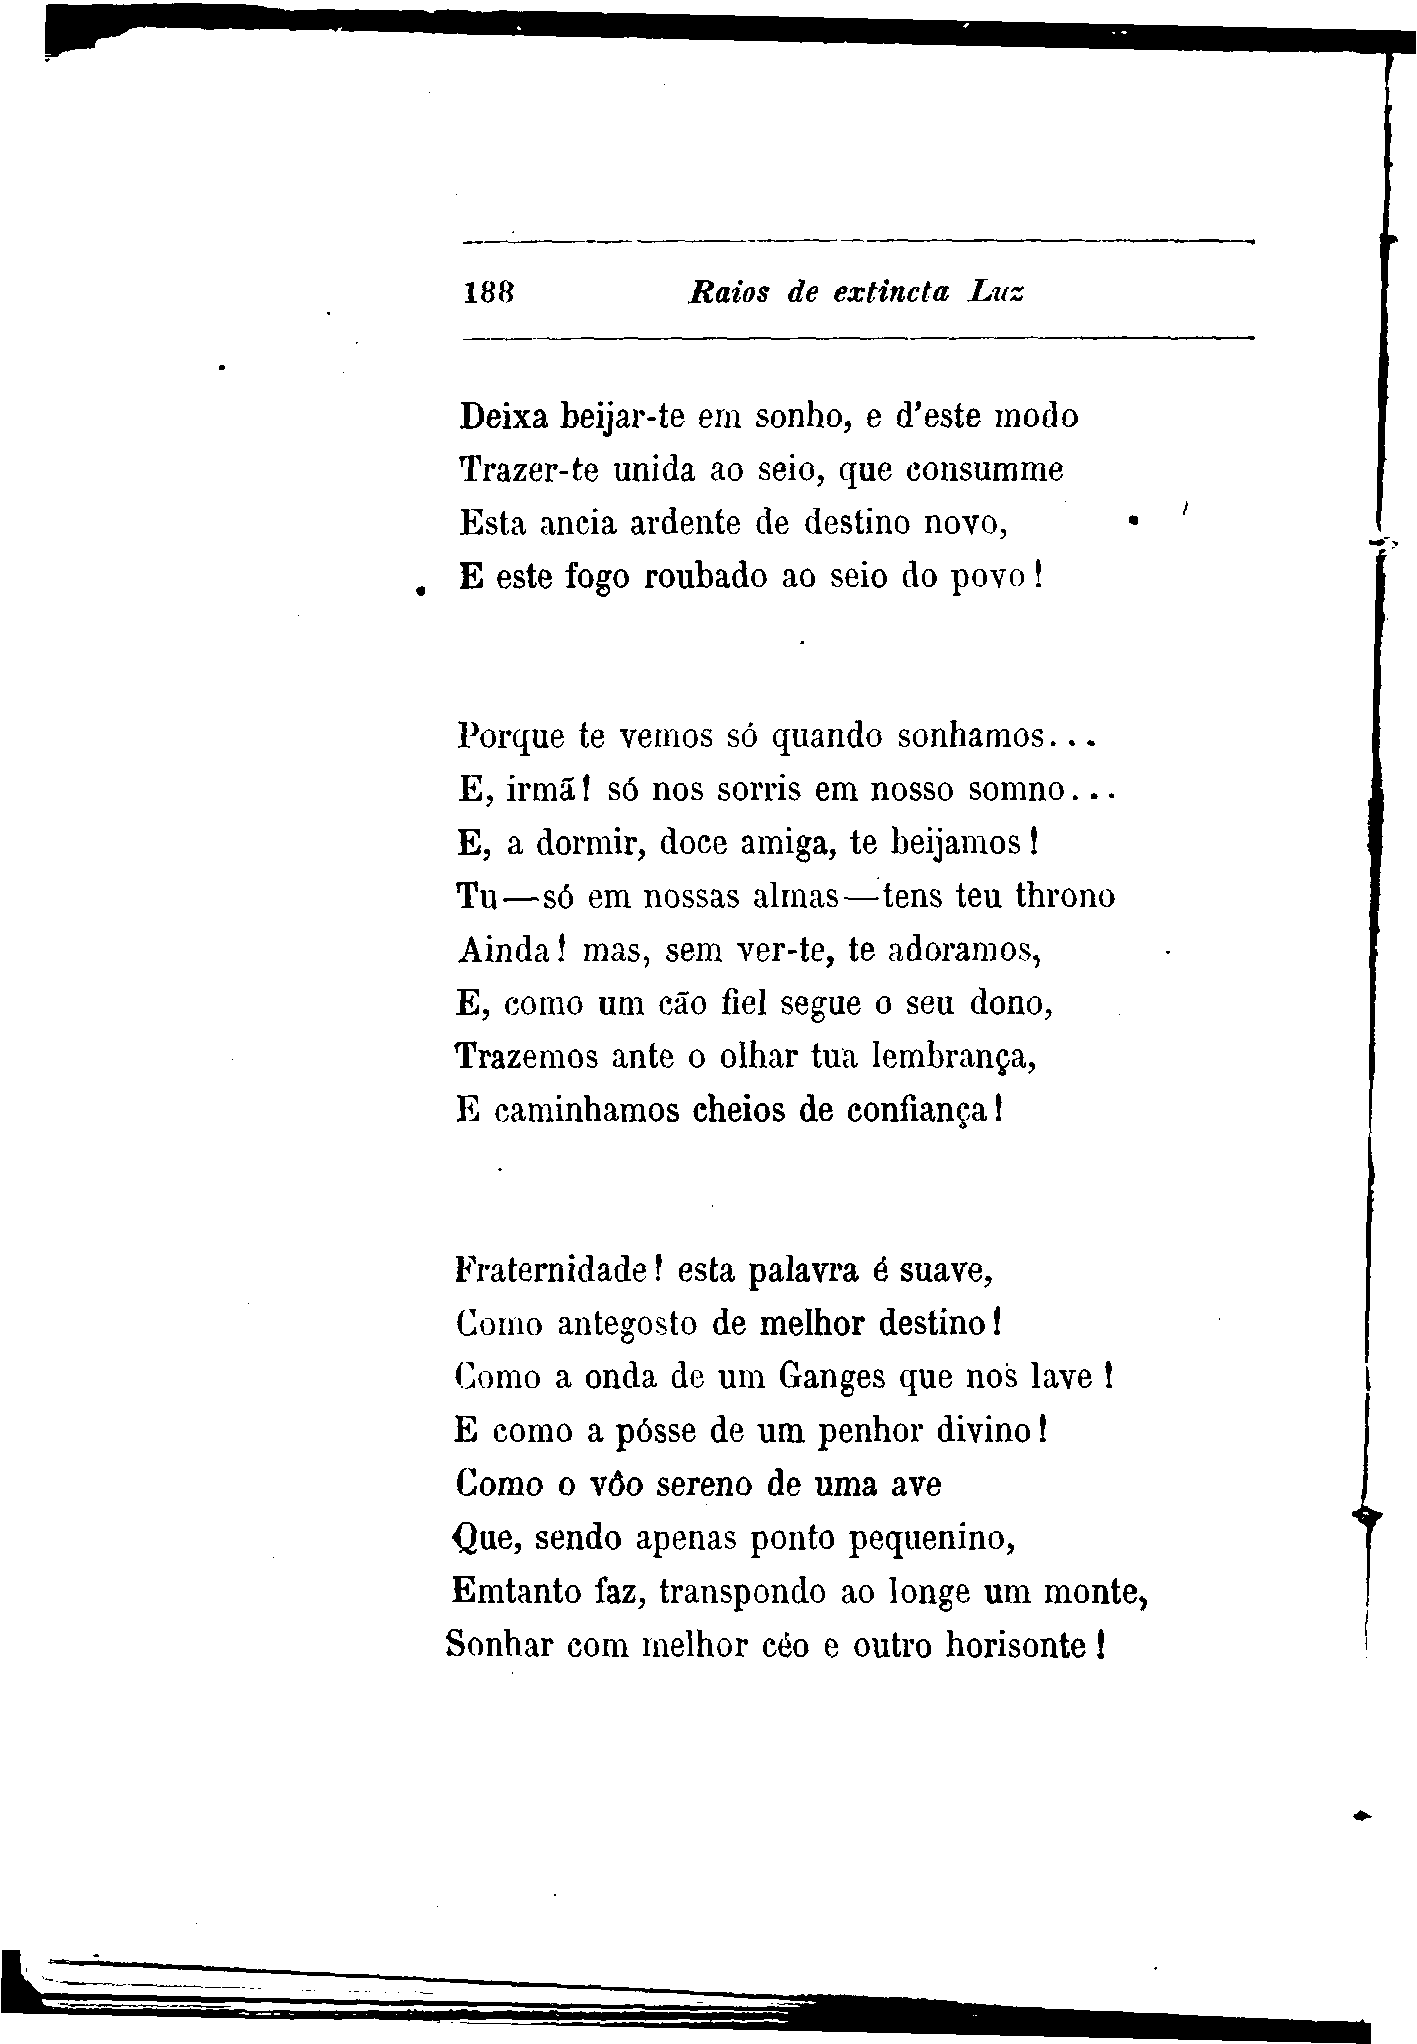 188 Raios de extincta Luz
Deixa beijar-te em sonho, e d'este modo
Trazer-te unida ao seio, que consumme
Esta ancia ardente de destino novo,
E este fogo roubado ao seio do povo!
Porque te vemos só quando sonhamos...
E, irmã! só nos sorris em nosso somno...
E, a dormir, doce amiga, te beijamos!
Tu—só em nossas almas—tens teu throno
Ainda! mas, sem ver-te, te adoramos,
E, como um cão fiel segue o seu dono,
Trazemos ante o olhar tua lembrança,
E caminhamos cheios de confiança!
Fraternidade! esta palavra é suave,
Como antegosto de melhor destino!
Como a onda de um Ganges que nos lave!
E como a pósse de um penhor divino!
Como o vôo sereno de uma ave
Que, sendo apenas ponto pequenino,
Emtanto faz, transpondo ao longe um monte,
Sonhar com melhor céo e outro horisonte!